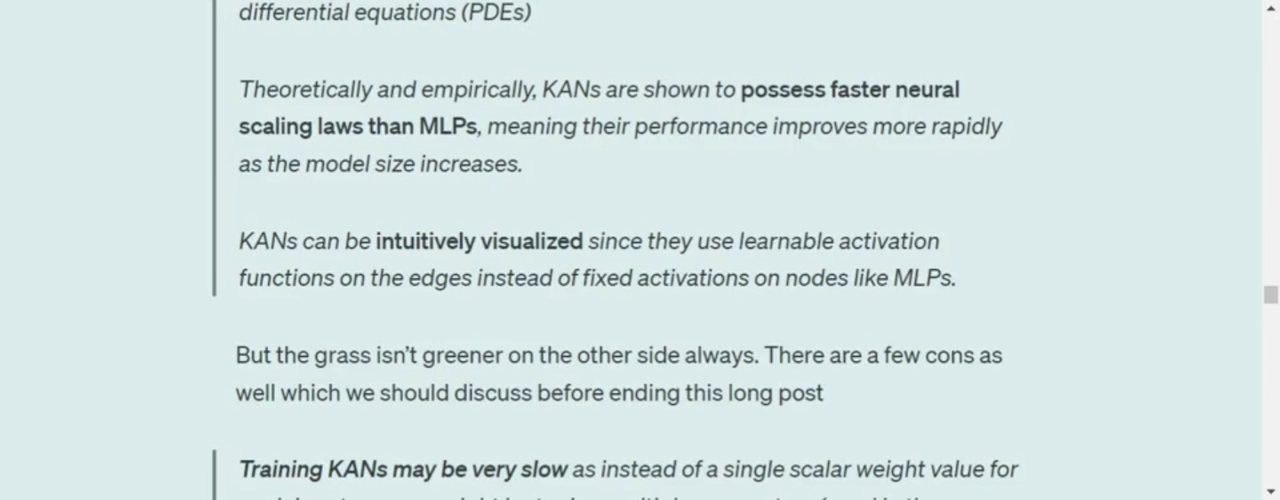 differential equations (PDEs)
Theoretically and empirically, KANs are shown to possess faster neural
scaling laws than MLPs, meaning their performance improves more rapidly
as the model size increases.
KANs can be intuitively visualized since they use learnable activation
functions on the edges instead of fixed activations on nodes like MLPs.
But the grass isn’t greener on the other side always. There are a few cons as
well which we should discuss before ending this long post
Training KANs may be very slow as instead of a single scalar weight value for